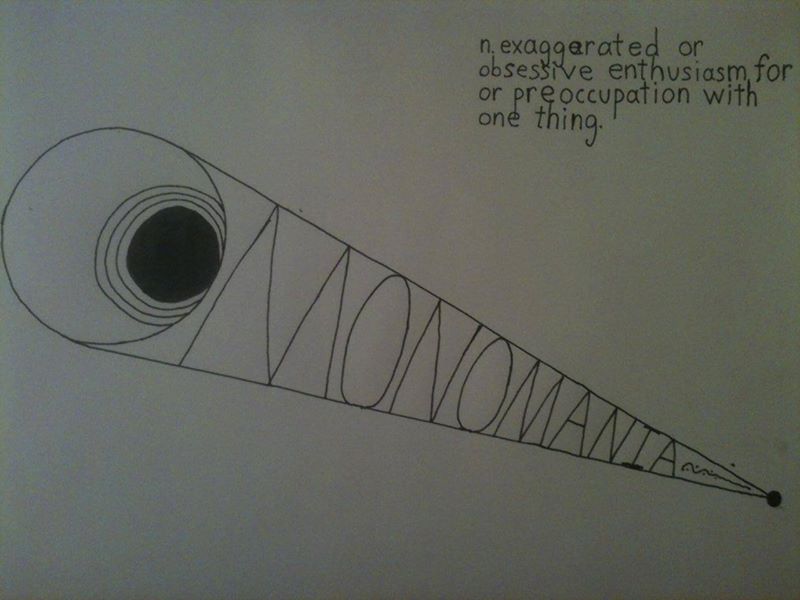 n. exaggerated or
obsessive enthusiasm for
or preoccupation with
one thing.
MONOMANIA